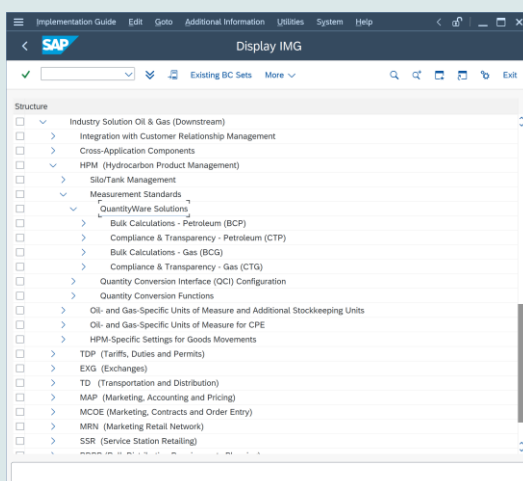 Implementation Guide Edit Goto Additional Information Utilities System Help
SAP Display IMG
Existing BC Sets More Exit
Structure
Industry Solution Oil & Gas (Downstream)
Integration with Customer Relationship Management
Cross-Application Components
HPM (Hydrocarbon Product Management)
Silo/Tank Management
Measurement Standards
QuantityWare Solutions
Bulk Calculations - Petroleum (BCP)
Compliance & Transparency - Petroleum (CTP)
Bulk Calculations - Gas (BCG)
Compliance & Transparency - Gas (CTG)
Quantity Conversion Interface (QCI) Configuration
Quantity Conversion Functions
Oil- and Gas-Specific Units of Measure and Additional Stockkeeping Units
Oil- and Gas-Specific Units of Measure for CPE
HPM-Specific Settings for Goods Movements
TDP (Tariffs, Duties and Permits)
EXG (Exchanges)
TD (Transportation and Distribution)
MAP (Marketing, Accounting and Pricing)
MCOE (Marketing, Contracts and Order Entry)
MRN (Marketing Retail Network)
SSR (Service Station Retailing)